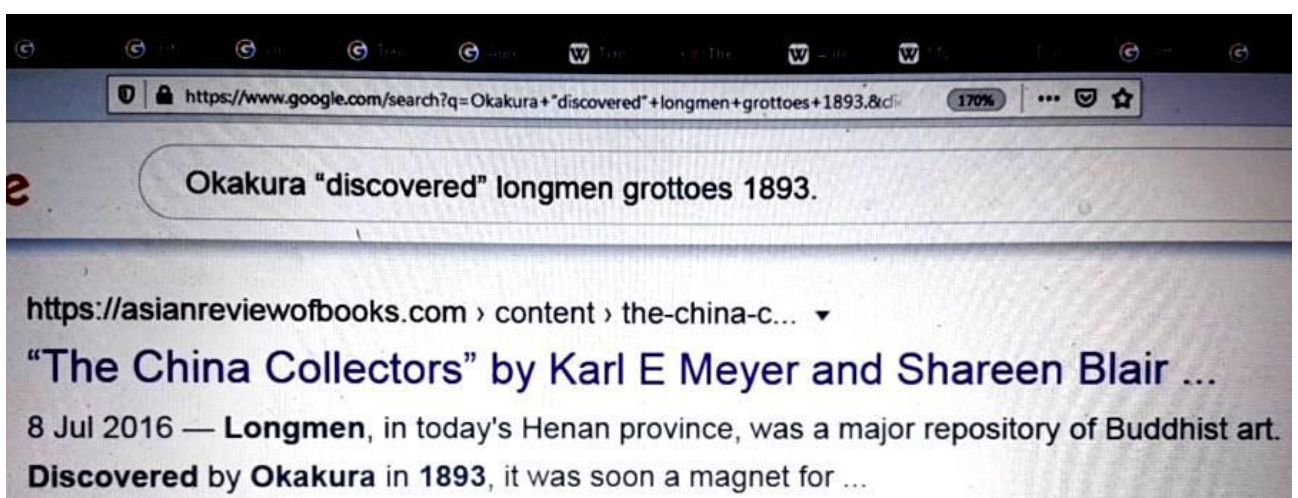 https://www.google.com/search?q=Okakura+"discovered"+longmen+grottoes+1893.&cli 170%
e Okakura “discovered” longmen grottoes 1893.
https://asianreviewofbooks.com › content › the-china-c...
“The China Collectors” by Karl E Meyer and Shareen Blair ...
8 Jul 2016 — Longmen, in today's Henan province, was a major repository of Buddhist art.
Discovered by Okakura in 1893, it was soon a magnet for ...